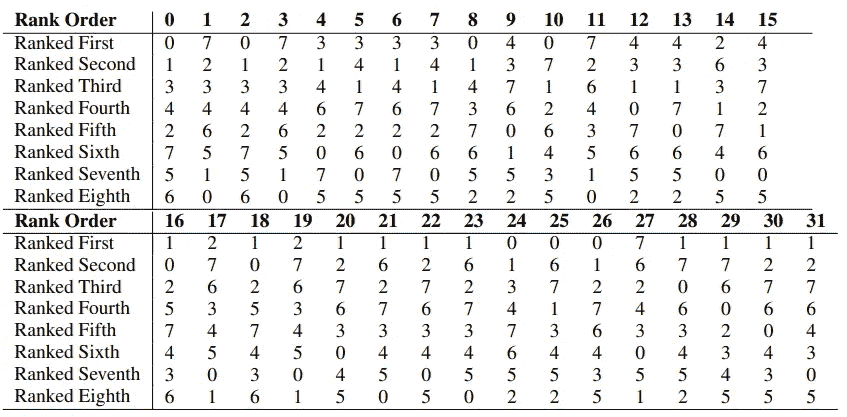 Rank Order 0 1 2 3 4 5 6 7 8 9 10 11 12 13 14 15
Ranked First 0 7 0 7 3 3 3 3 0 4 0 7 4 4 2 4
Ranked Second 1 2 1 2 1 4 1 4 1 3 7 2 3 3 6 3
Ranked Third 3 3 3 3 4 1 4 1 4 7 1 6 1 1 3 7
Ranked Fourth 4 4 4 4 6 7 6 7 3 6 2 4 0 7 1 2
Ranked Fifth 2 6 2 6 2 2 2 2 7 0 6 3 7 0 7 1
Ranked Sixth 7 5 7 5 0 6 0 6 6 1 4 5 6 6 4 6
Ranked Seventh 5 1 5 1 7 0 7 0 5 5 3 1 5 5 0 0
Ranked Eighth 6 0 6 0 5 5 5 5 2 2 5 0 2 2 5 5
Rank Order 16 17 18 19 20 21 22 23 24 25 26 27 28 29 30 31
Ranked First 1 2 1 2 1 1 1 1 0 0 0 7 1 1 1 1
Ranked Second 0 7 0 7 2 6 2 6 1 6 1 6 7 7 2 2
Ranked Third 2 6 2 6 7 2 7 2 3 7 2 2 0 6 7 7
Ranked Fourth 5 3 5 3 6 7 6 7 4 1 7 4 6 0 6 6
Ranked Fifth 7 4 7 4 3 3 3 3 7 3 6 3 3 2 0 4
Ranked Sixth 4 5 4 5 0 4 4 4 6 4 4 0 4 3 4 3
Ranked Seventh 3 0 3 0 4 5 0 5 5 5 3 5 5 4 3 0
Ranked Eighth 6 1 6 1 5 0 5 0 2 2 5 1 2 5 5 5